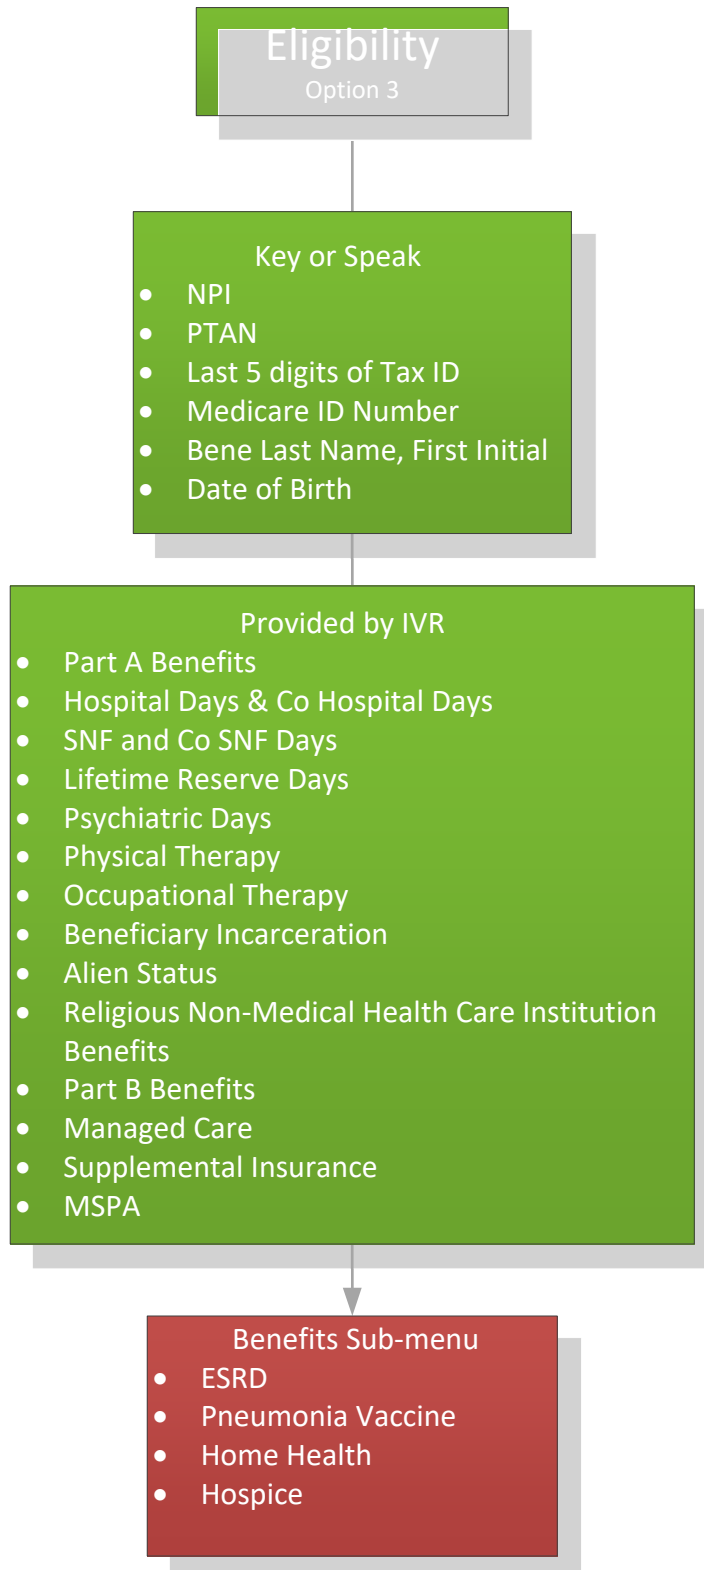 Eligibility
Option 3
Key or Speak
• NPI
• PTAN
• Last 5 digits of Tax ID
• Medicare ID Number
• Bene Last Name, First Initial
• Date of Birth
Provided by IVR
• Part A Benefits
• Hospital Days & Co Hospital Days
• SNF and Co SNF Days
• Lifetime Reserve Days
• Psychiatric Days
• Physical Therapy
• Occupational Therapy
• Beneficiary Incarceration
• Alien Status
• Religious Non-Medical Health Care Institution
Benefits
• Part B Benefits
• Managed Care
• Supplemental Insurance
• MSPA
Benefits Sub-menu
• ESRD
• Pneumonia Vaccine
• Home Health
• Hospice